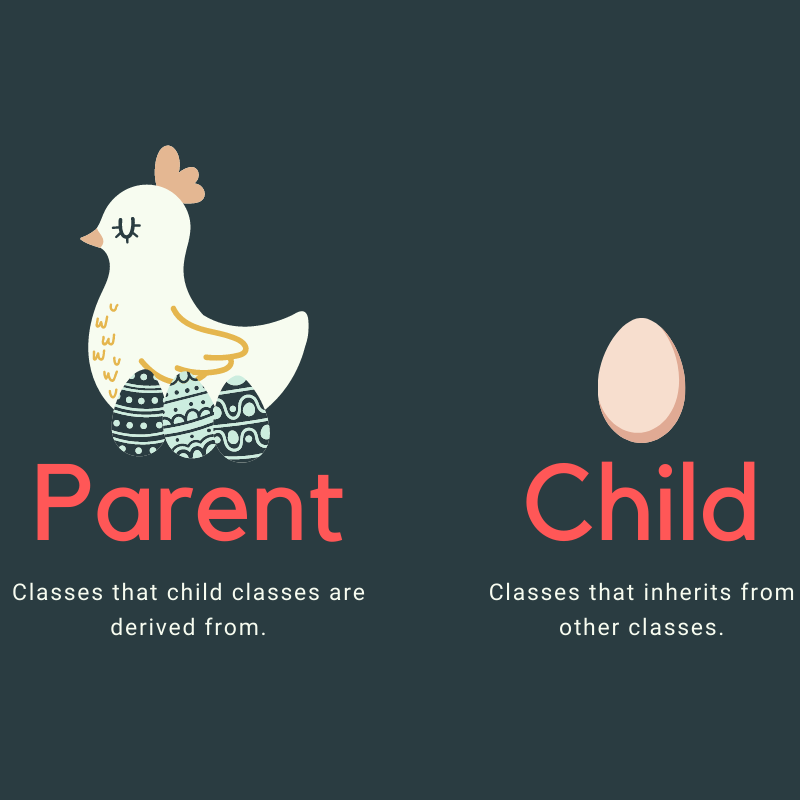 Parent
Classes that child classes are
derived from.
Child
Classes that inherits from
other classes.